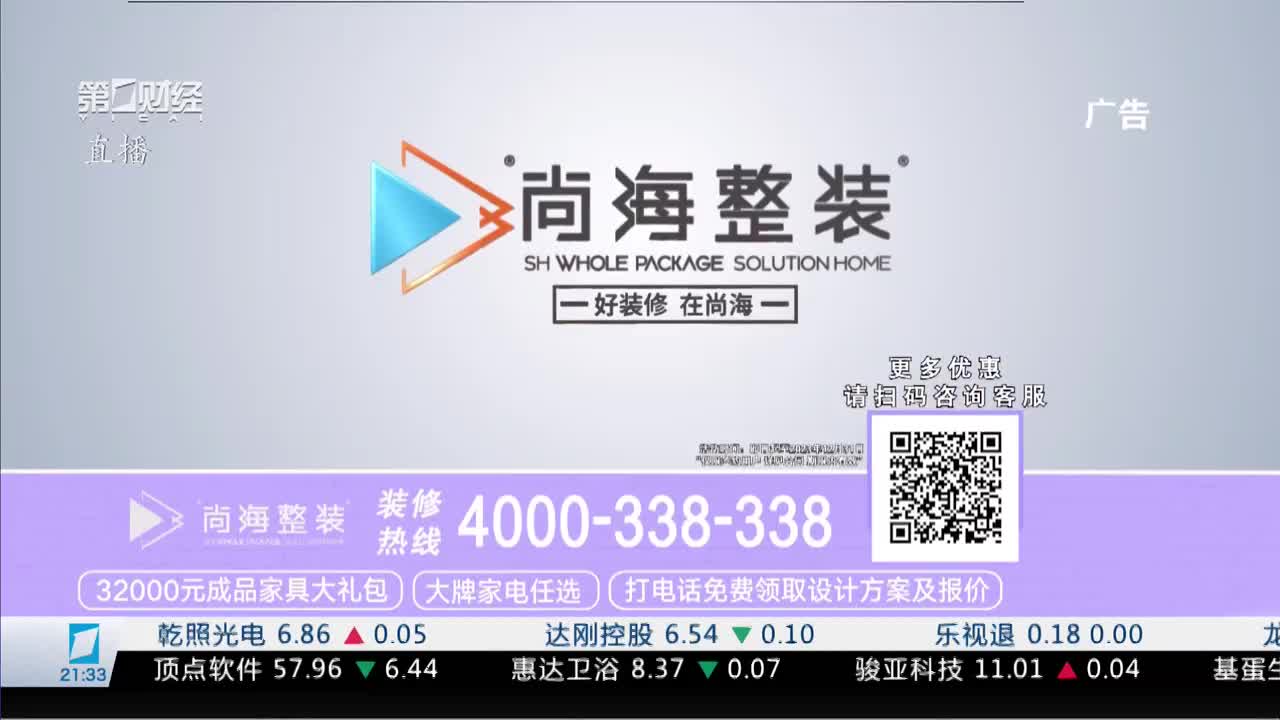 第一财经
YICAI
直播
广告
尚海整装
SH WHOLE PACKAGE SOLUTION HOME
好装修 在尚海
更多优惠
请扫码咨询客服
尚海整装
装修
热线
4000-338-338
32000元成品家具大礼包
大牌家电任选
打电话免费领取设计方案及报价
乾照光电 6.86 ▲ 0.05 达刚控股 6.54 ▼ 0.10 乐视退 0.18 0.00 龙
21:33
顶点软件 57.96 ▼ 6.44 惠达卫浴 8.37 ▼ 0.07 骏亚科技 11.01 ▲ 0.04 基蛋生